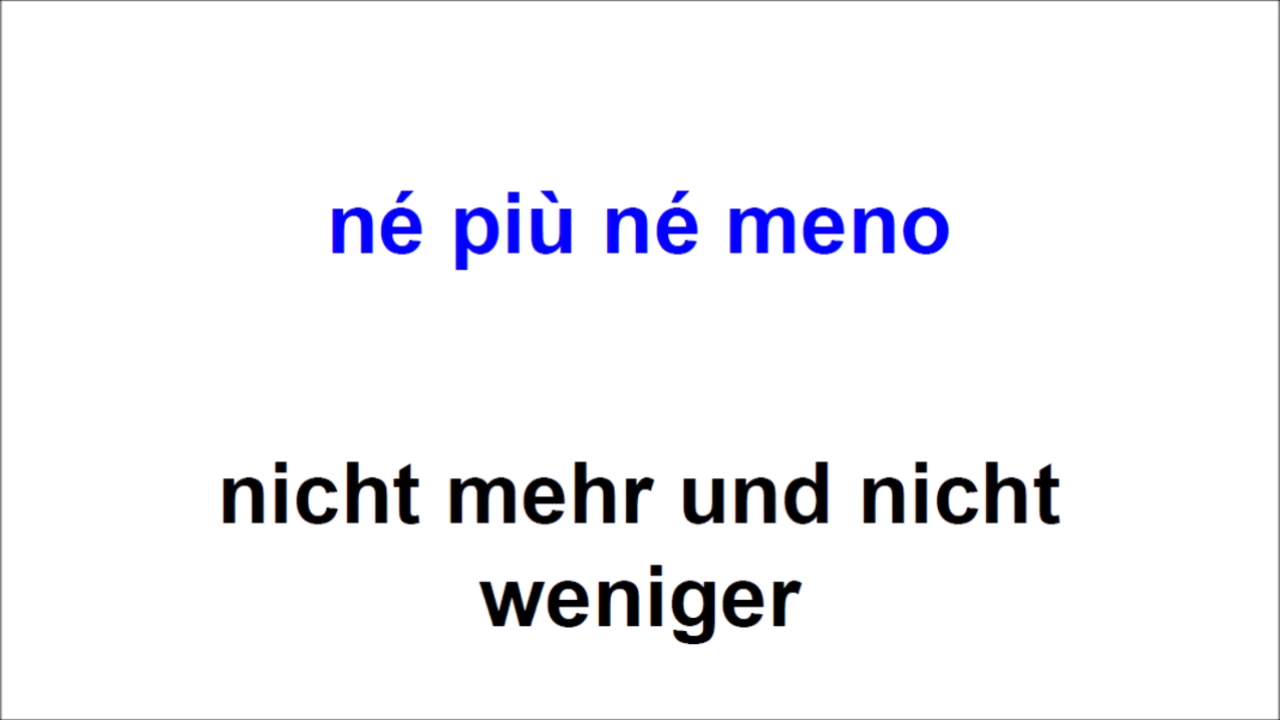 né più né meno
nicht mehr und nicht
weniger